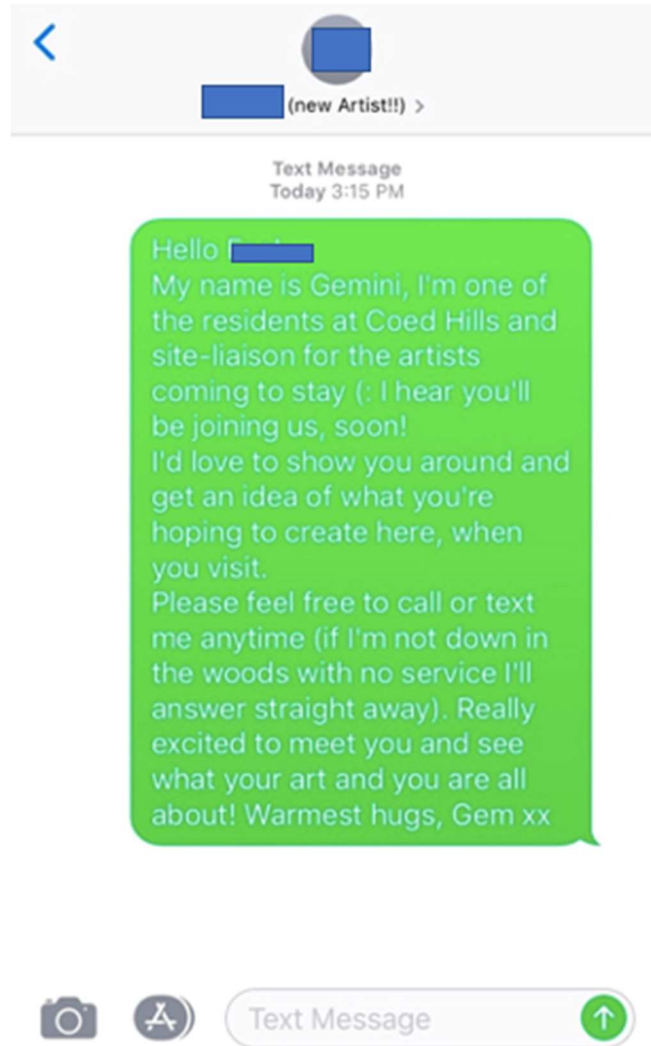 (new Artist!!) >
Text Message
Today 3:15 PM
Hello
My name is Gemini, I'm one of
the residents at Coed Hills and
site-liaison for the artists
coming to stay (: I hear you'll
be joining us, soon!
I'd love to show you around and
get an idea of what you're
hoping to create here, when
you visit.
Please feel free to call or text
me anytime (if I'm not down in
the woods with no service I'll
answer straight away). Really
excited to meet you and see
what your art and you are all
about! Warmest hugs, Gem xx
Text Message